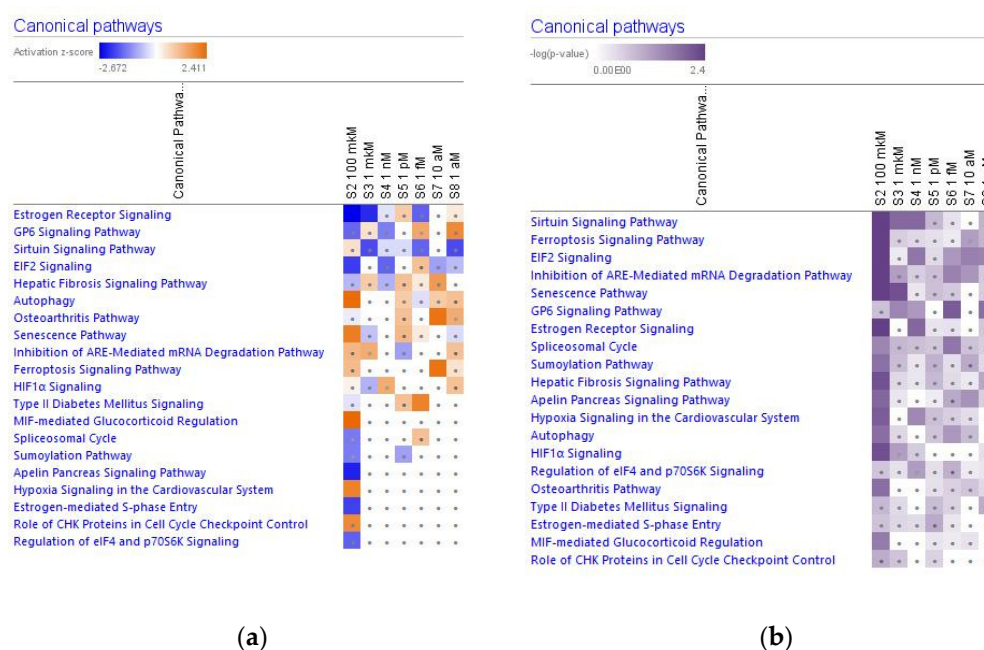 Canonical pathways
Activation z-score
-2.672 2.411
Canonical Pathwa...
S2 100 mkM
S3 1 mkM
S4 1 nM
S5 1 pM
S6 1 fM
S7 10 aM
S8 1 aM
Estrogen Receptor Signaling
GP6 Signaling Pathway
Sirtuin Signaling Pathway
EIF2 Signaling
Hepatic Fibrosis Signaling Pathway
Autophagy
Osteoarthritis Pathway
Senescence Pathway
Inhibition of ARE-Mediated mRNA Degradation Pathway
Ferroptosis Signaling Pathway
HIF1α Signaling
Type II Diabetes Mellitus Signaling
MIF-mediated Glucocorticoid Regulation
Spliceosomal Cycle
Sumoylation Pathway
Apelin Pancreas Signaling Pathway
Hypoxia Signaling in the Cardiovascular System
Estrogen-mediated S-phase Entry
Role of CHK Proteins in Cell Cycle Checkpoint Control
Regulation of eIF4 and p70S6K Signaling
(a)
Canonical pathways
-log(p-value)
0.00E00 2.4
Canonical Pathwa...
S2 100 mkM
S3 1 mkM
S4 1 nM
S5 1 pM
S6 1 fM
S7 10 aM
Sirtuin Signaling Pathway
Ferroptosis Signaling Pathway
EIF2 Signaling
Inhibition of ARE-Mediated mRNA Degradation Pathway
Senescence Pathway
GP6 Signaling Pathway
Estrogen Receptor Signaling
Spliceosomal Cycle
Sumoylation Pathway
Hepatic Fibrosis Signaling Pathway
Apelin Pancreas Signaling Pathway
Hypoxia Signaling in the Cardiovascular System
Autophagy
HIF1α Signaling
Regulation of eIF4 and p70S6K Signaling
Osteoarthritis Pathway
Type II Diabetes Mellitus Signaling
Estrogen-mediated S-phase Entry
MIF-mediated Glucocorticoid Regulation
Role of CHK Proteins in Cell Cycle Checkpoint Control
(b)